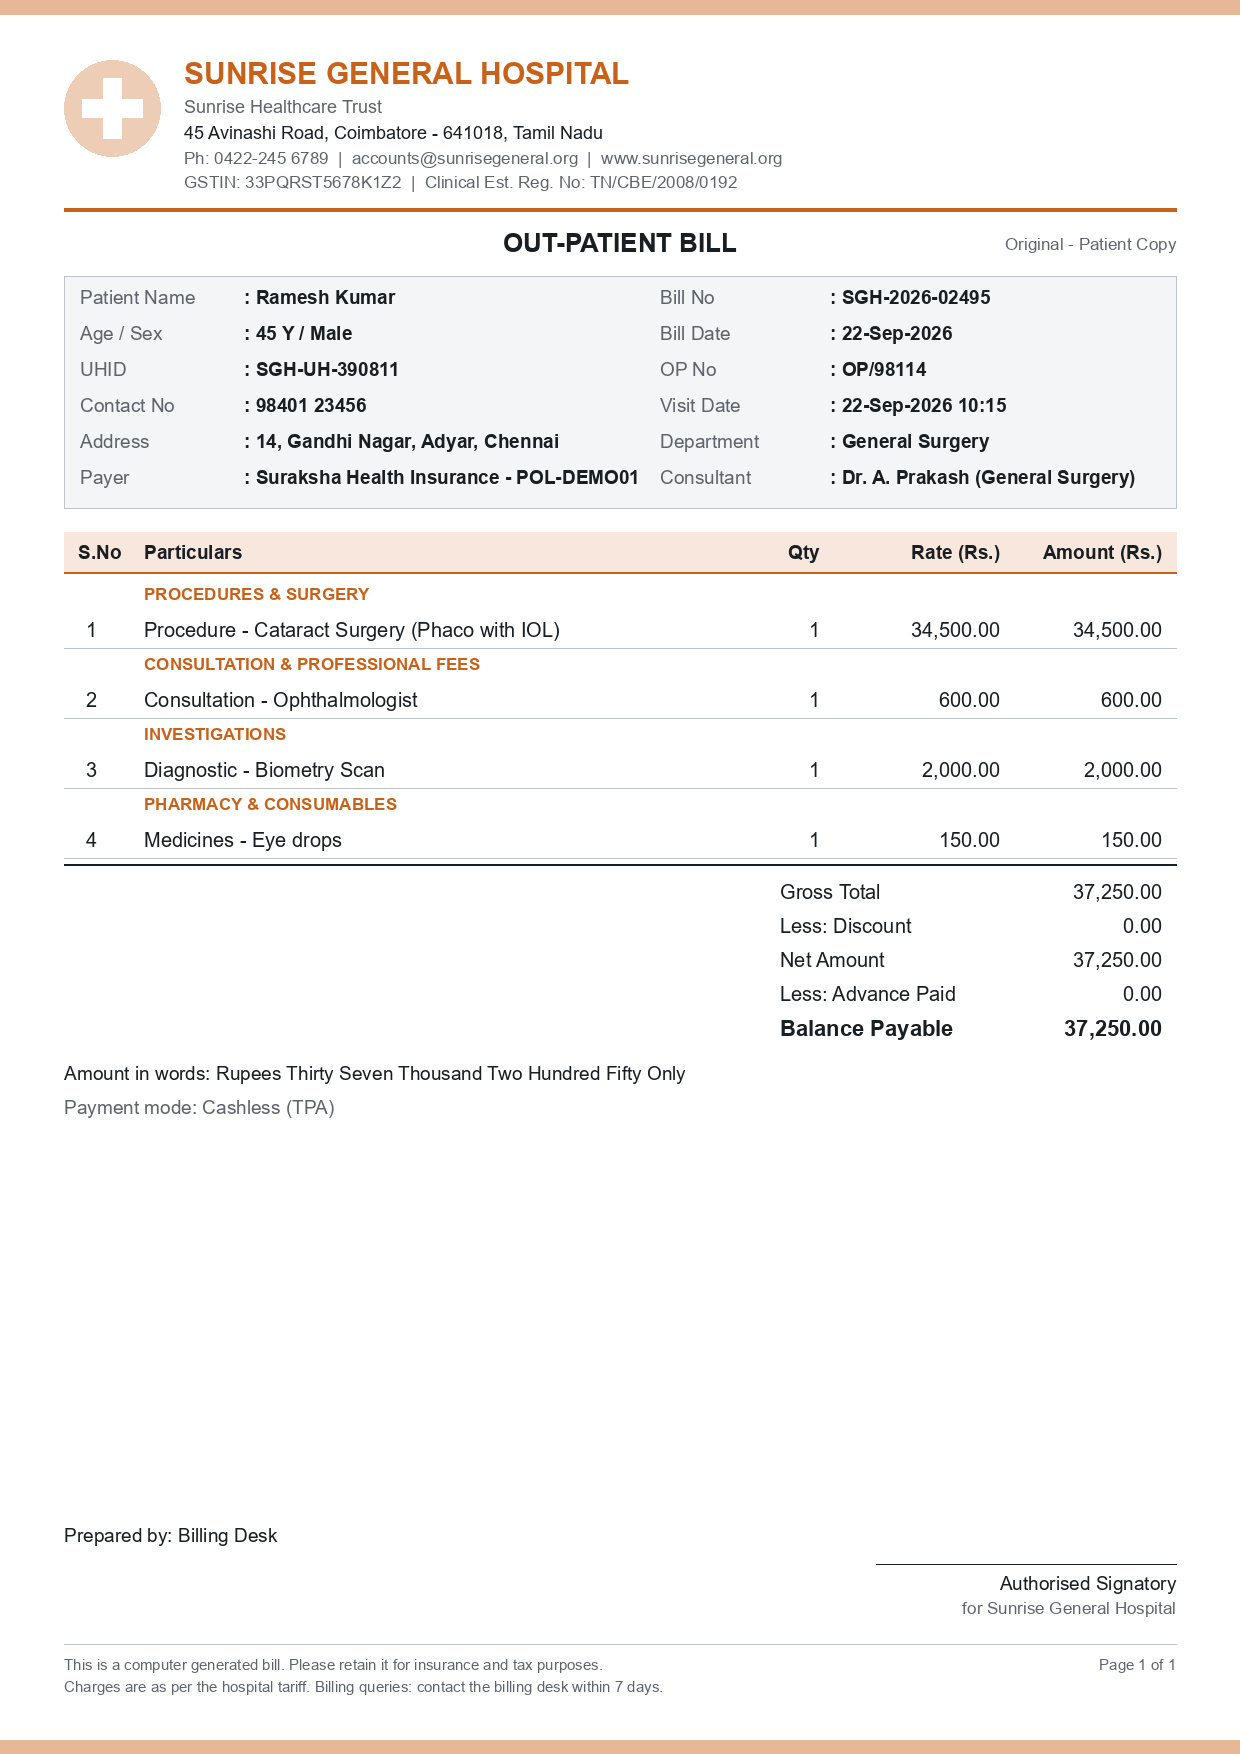 SUNRISE GENERAL HOSPITAL
Sunrise Healthcare Trust
45 Avinashi Road, Coimbatore - 641018, Tamil Nadu
Ph: 0422-245 6789 | accounts@sunrisegeneral.org | www.sunrisegeneral.org
GSTIN: 33PQRST5678K1Z2 | Clinical Est. Reg. No: TN/CBE/2008/0192
OUT-PATIENT BILL Original - Patient Copy
Patient Name : Ramesh Kumar Bill No : SGH-2026-02495
Age / Sex : 45 Y / Male Bill Date : 22-Sep-2026
UHID : SGH-UH-390811 OP No : OP/98114
Contact No : 98401 23456 Visit Date : 22-Sep-2026 10:15
Address : 14, Gandhi Nagar, Adyar, Chennai Department : General Surgery
Payer : Suraksha Health Insurance - POL-DEMO01 Consultant : Dr. A. Prakash (General Surgery)
S.No Particulars Qty Rate (Rs.) Amount (Rs.)
PROCEDURES & SURGERY
1 Procedure - Cataract Surgery (Phaco with IOL) 1 34,500.00 34,500.00
CONSULTATION & PROFESSIONAL FEES
2 Consultation - Ophthalmologist 1 600.00 600.00
INVESTIGATIONS
3 Diagnostic - Biometry Scan 1 2,000.00 2,000.00
PHARMACY & CONSUMABLES
4 Medicines - Eye drops 1 150.00 150.00
Gross Total 37,250.00
Less: Discount 0.00
Net Amount 37,250.00
Less: Advance Paid 0.00
Balance Payable 37,250.00
Amount in words: Rupees Thirty Seven Thousand Two Hundred Fifty Only
Payment mode: Cashless (TPA)
Prepared by: Billing Desk
Authorised Signatory
for Sunrise General Hospital
This is a computer generated bill. Please retain it for insurance and tax purposes. Page 1 of 1
Charges are as per the hospital tariff. Billing queries: contact the billing desk within 7 days.